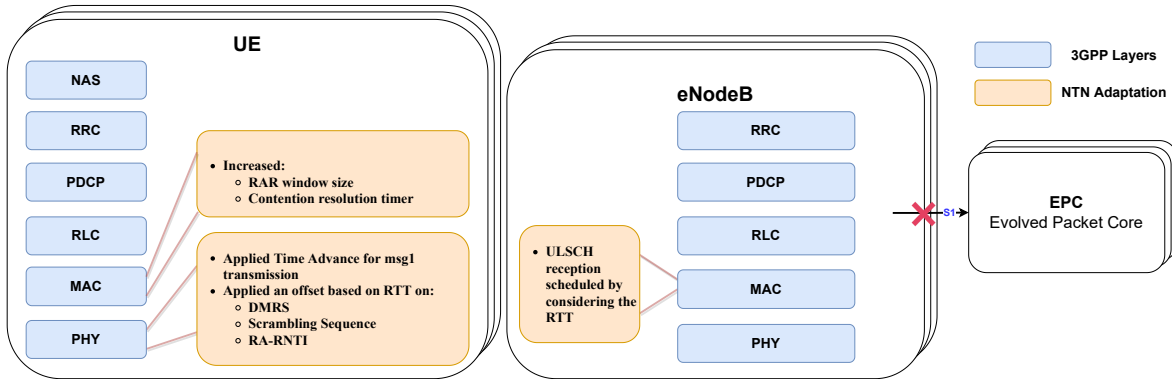 UE
NAS
RRC
PDCP
RLC
MAC
PHY
Increased:
RAR window size
Contention resolution timer
Applied Time Advance for msg1
transmission
Applied an offset based on RTT on:
DMRS
Scrambling Sequence
RA-RNTI
eNodeB
RRC
PDCP
RLC
MAC
PHY
ULSCH
reception
scheduled by
considering the
RTT
S1
3GPP Layers
NTN Adaptation
EPC
Evolved Packet Core